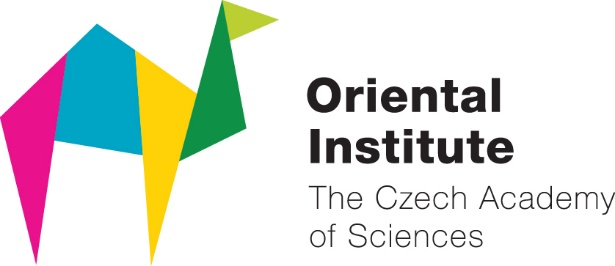 Oriental
Institute
The Czech Academy
of Sciences